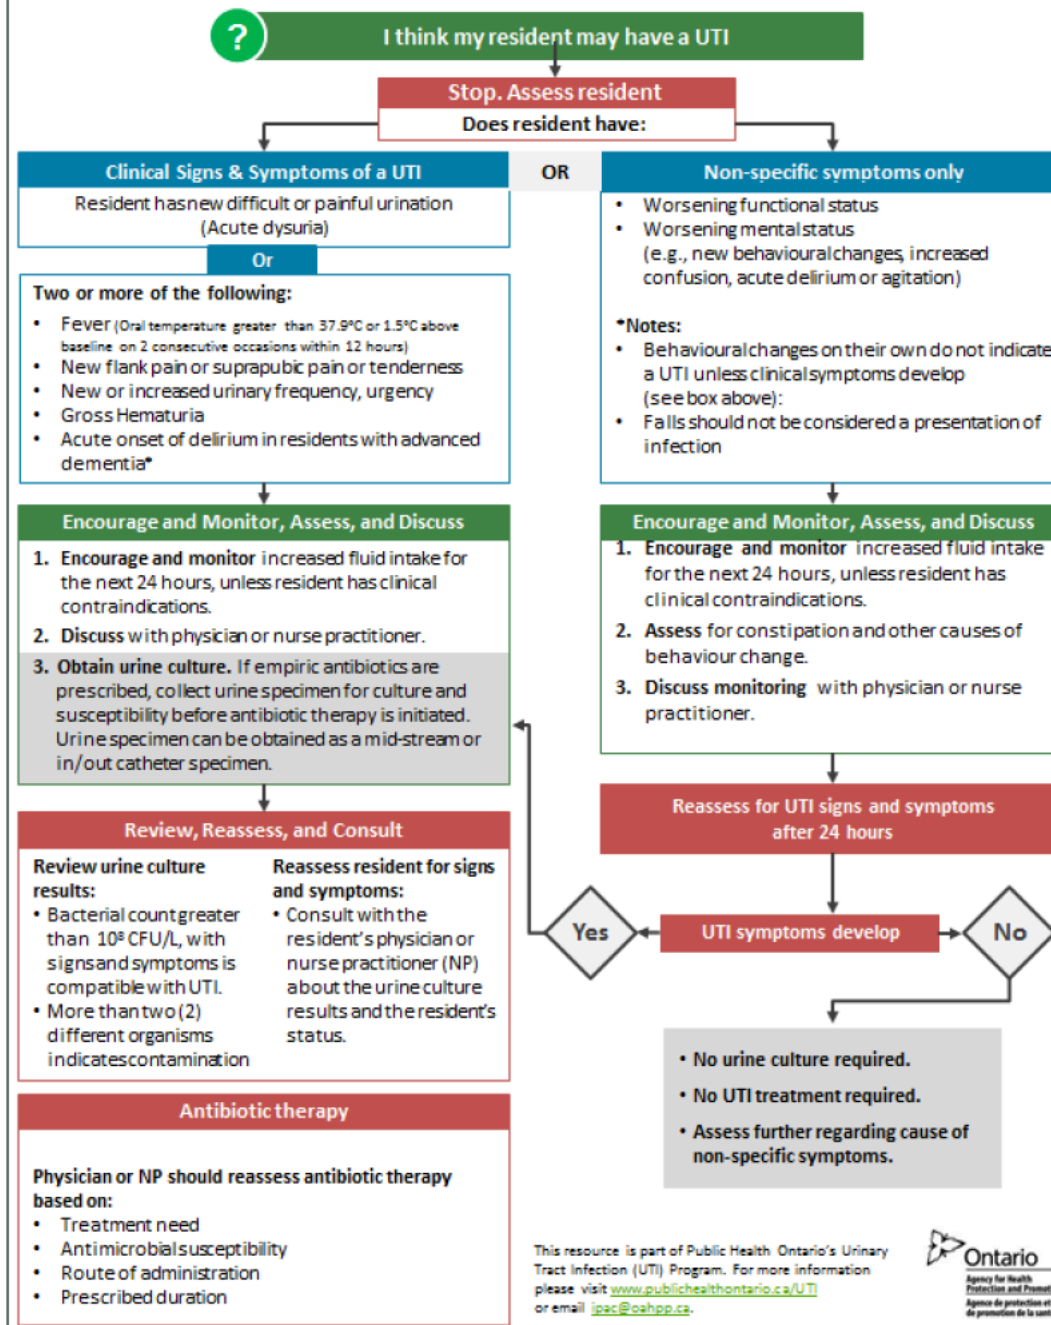 ?
I think my resident may have a UTI
Stop. Assess resident
Does resident have:
Clinical Signs & Symptoms of a UTI
Resident has new difficult or painful urination
(Acute dysuria)
Or
Two or more of the following:
• Fever (Oral temperature greater than 37.9°C or 1.5°C above
baseline on 2 consecutive occasions within 12 hours)
• New flank pain or suprapubic pain or tenderness
• New or increased urinary frequency, urgency
• Gross Hematuria
• Acute onset of delirium in residents with advanced
dementia*
OR
Non-specific symptoms only
• Worsening functional status
• Worsening mental status
(e.g., new behavioural changes, increased
confusion, acute delirium or agitation)
*Notes:
• Behavioural changes on their own do not indicate
a UTI unless clinical symptoms develop
(see box above):
• Falls should not be considered a presentation of
infection
Encourage and Monitor, Assess, and Discuss
1. Encourage and monitor increased fluid intake for
the next 24 hours, unless resident has clinical
contraindications.
2. Discuss with physician or nurse practitioner.
3. Obtain urine culture. If empiric antibiotics are
prescribed, collect urine specimen for culture and
susceptibility before antibiotic therapy is initiated.
Urine specimen can be obtained as a mid-stream or
in/out catheter specimen.
Encourage and Monitor, Assess, and Discuss
1. Encourage and monitor increased fluid intake
for the next 24 hours, unless resident has
clinical contraindications.
2. Assess for constipation and other causes of
behaviour change.
3. Discuss monitoring with physician or nurse
practitioner.
Reassess for UTI signs and symptoms
after 24 hours
Yes
UTI symptoms develop
No
Review, Reassess, and Consult
Review urine culture
results:
• Bacterial count greater
than 10⁸ CFU/L, with
signs and symptoms is
compatible with UTI.
• More than two (2)
different organisms
indicates contamination
Reassess resident for signs
and symptoms:
• Consult with the
resident's physician or
nurse practitioner (NP)
about the urine culture
results and the resident's
status.
• No urine culture required.
• No UTI treatment required.
• Assess further regarding cause of
non-specific symptoms.
Antibiotic therapy
Physician or NP should reassess antibiotic therapy
based on:
• Treatment need
• Antimicrobial susceptibility
• Route of administration
• Prescribed duration
This resource is part of Public Health Ontario's Urinary
Tract Infection (UTI) Program. For more information
please visit www.publichealthontario.ca/UTI
or email ipac@oahpp.ca.
Ontario
Agency for Health
Protection and Promot
Agence de protection et
de promotion de la sant